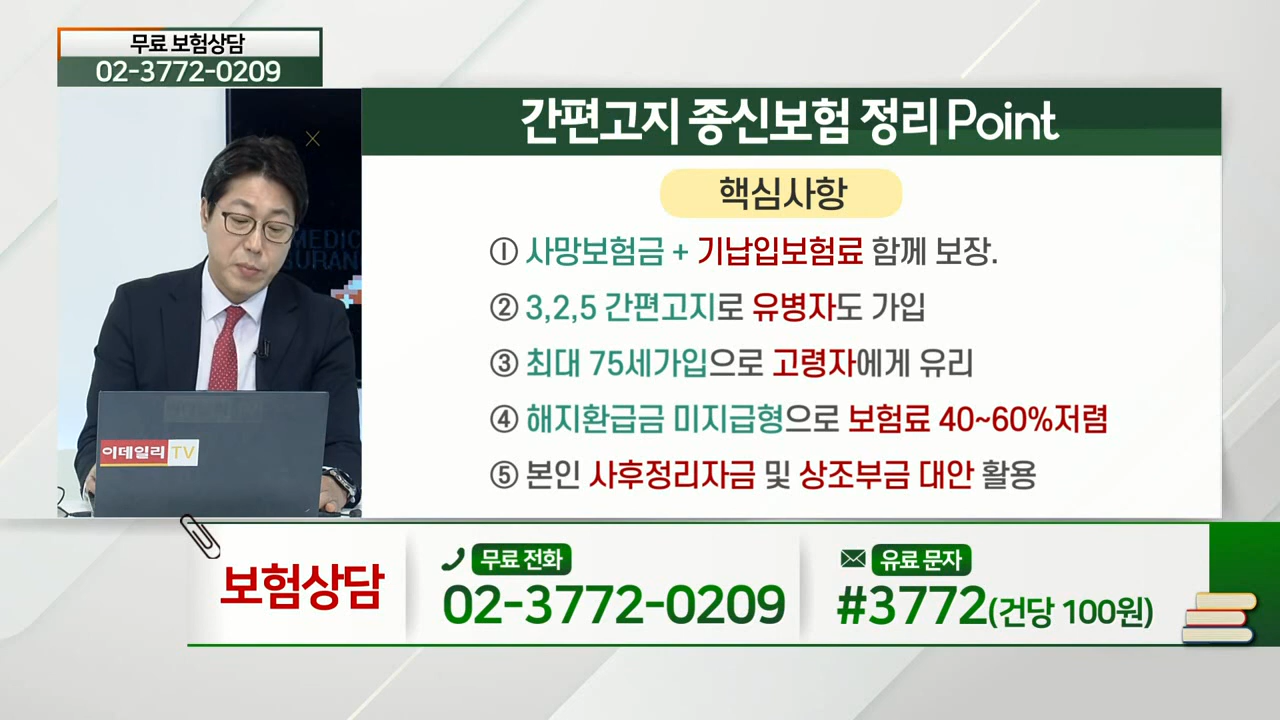 무료 보험상담
02-3772-0209
간편고지 종신보험 정리 Point
핵심사항
① 사망보험금 + 기납입보험료 함께 보장.
② 3,2,5 간편고지로 유병자도 가입
③ 최대 75세가입으로 고령자에게 유리
④ 해지환급금 미지급형으로 보험료 40~60%저렴
⑤ 본인 사후정리자금 및 상조부금 대안 활용
MEDIC
SURAN
이데일리 TV
보험상담
무료 전화
02-3772-0209
유료 문자
#3772(건당 100원)